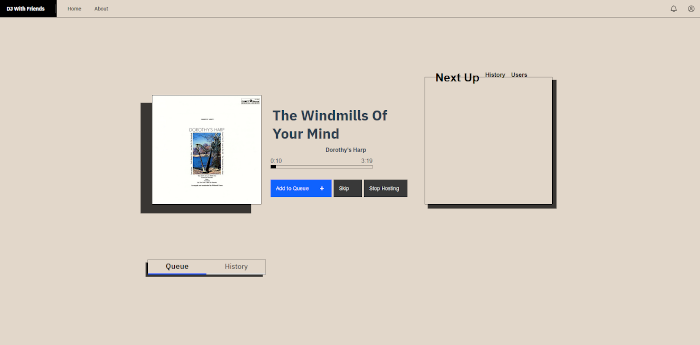 DJ With Friends
Home
About
DOROTHY'S HARP
The Windmills Of
Your Mind
Dorothy's Harp
0:10
3:19
Add to Queue +
Skip
Stop Hosting
Next Up
History
Users
Queue
History